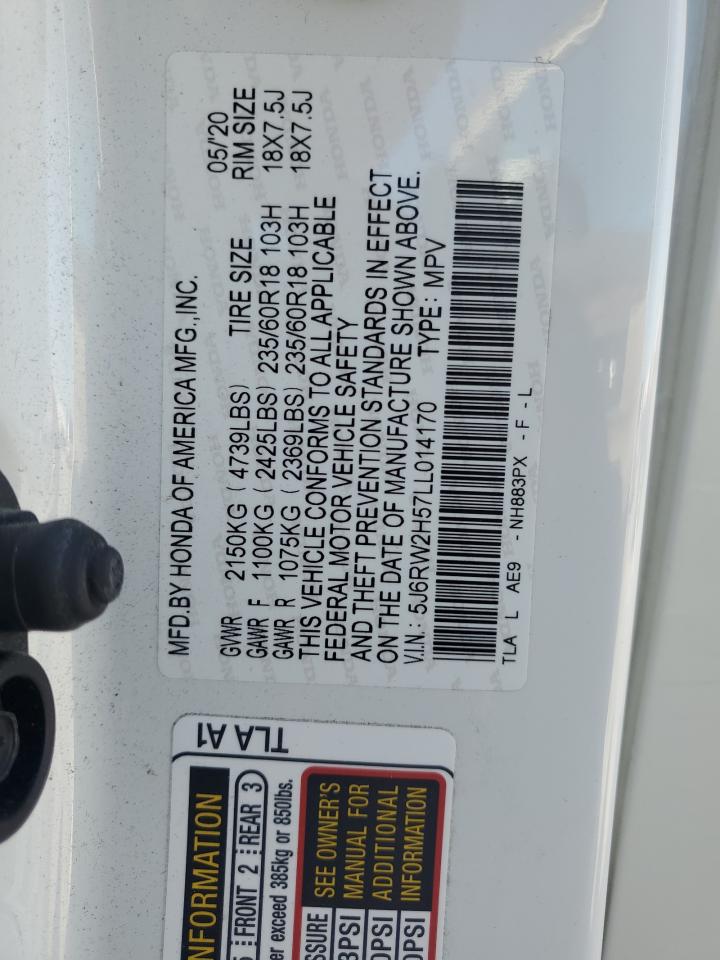 MFD.BY HONDA OF AMERICA MFG.,INC. 05/'20
GVWR 2150KG ( 4739LBS) TIRE SIZE RIM SIZE
GAWR F 1100KG ( 2425LBS) 235/60R18 103H 18X7.5J
GAWR R 1075KG ( 2369LBS) 235/60R18 103H 18X7.5J
THIS VEHICLE CONFORMS TO ALL APPLICABLE
FEDERAL MOTOR VEHICLE SAFETY
AND THEFT PREVENTION STANDARDS IN EFFECT
ON THE DATE OF MANUFACTURE SHOWN ABOVE.
V.I.N.: 5J6RW2H57LL014170 TYPE: MPV
TLA L AE9 - NH883PX - F - L
TLA A1
FRONT 2 REAR 3
exceed 385kg or 850lbs.
SEE OWNER'S
MANUAL FOR
ADDITIONAL
INFORMATION